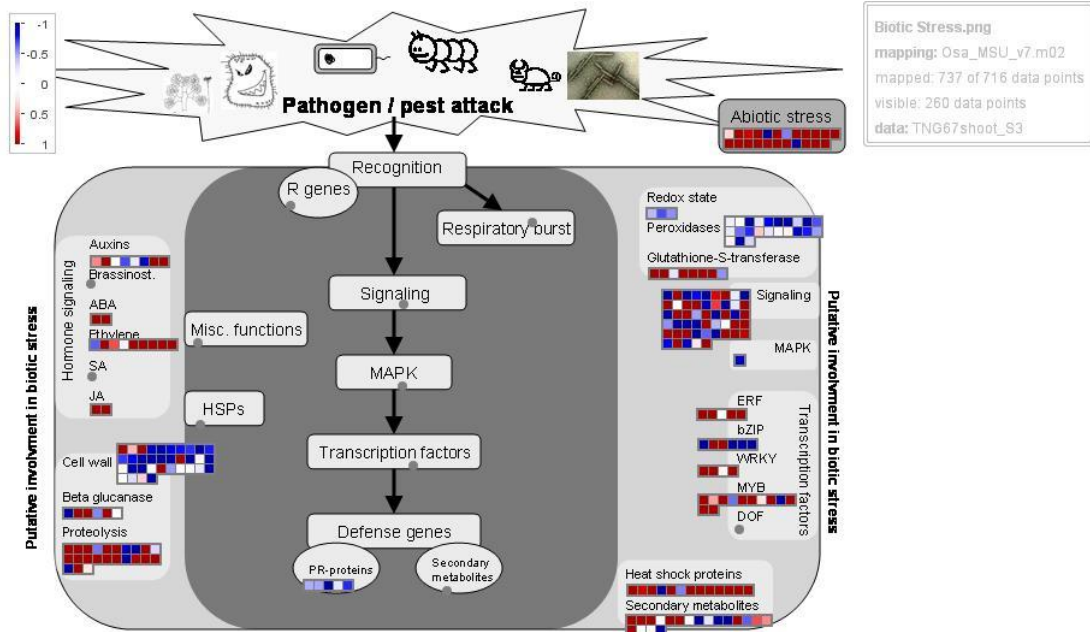 -1
-0.5
0
0.5
1
Pathogen / pest attack
Biotic Stress.png
mapping: Osa_MSU_v7.m02
mapped: 737 of 716 data points
visible: 260 data points
data: TNG67shoot_S3
Abiotic stress
Recognition
R genes
Respiratory burst
Signaling
Misc. functions
MAPK
HSPs
Transcription factors
Defense genes
PR-proteins
Secondary
metabolites
Putative involvment in biotic stress
Hormone signaling
Auxins
Brassinost.
ABA
Ethylene
SA
JA
Cell wall
Beta glucanase
Proteolysis
Redox state
Peroxidases
Glutathione-S-transferase
Signaling
MAPK
Putative involvment in biotic stress
Transcription factors
ERF
bZIP
WRKY
MYB
DOF
Heat shock proteins
Secondary metabolites